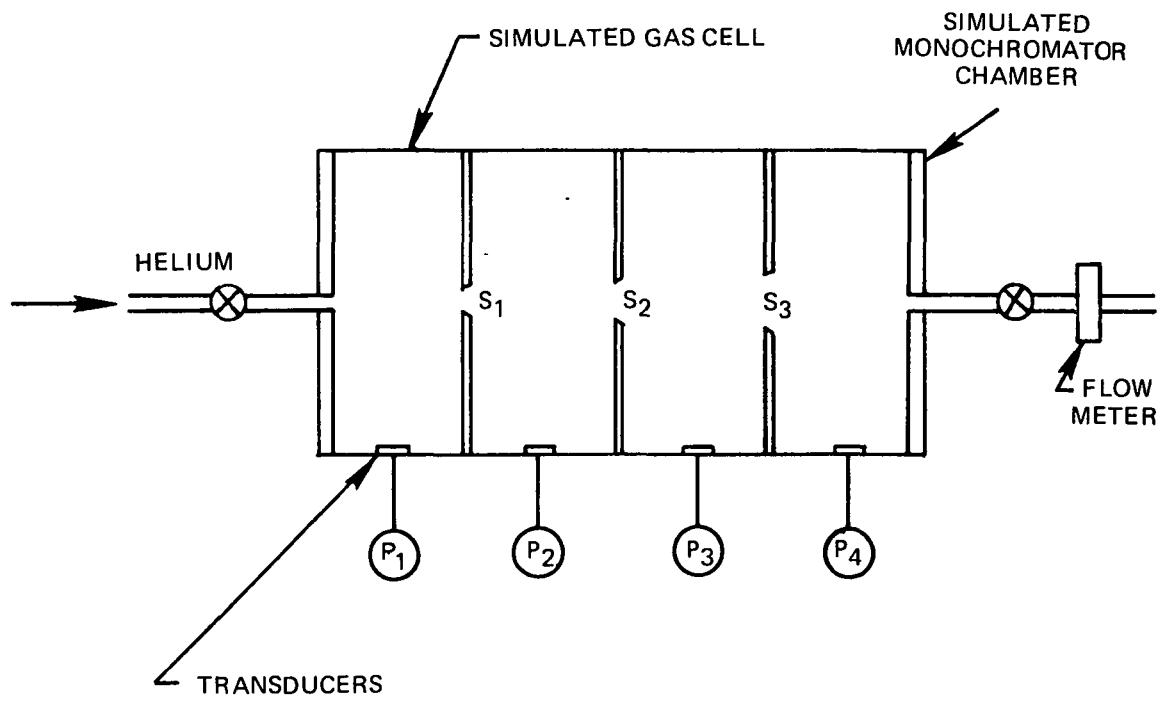 SIMULATED GAS CELL
SIMULATED
MONOCHROMATOR
CHAMBER
HELIUM
S1
S2
S3
FLOW
METER
P1
P2
P3
P4
TRANSDUCERS